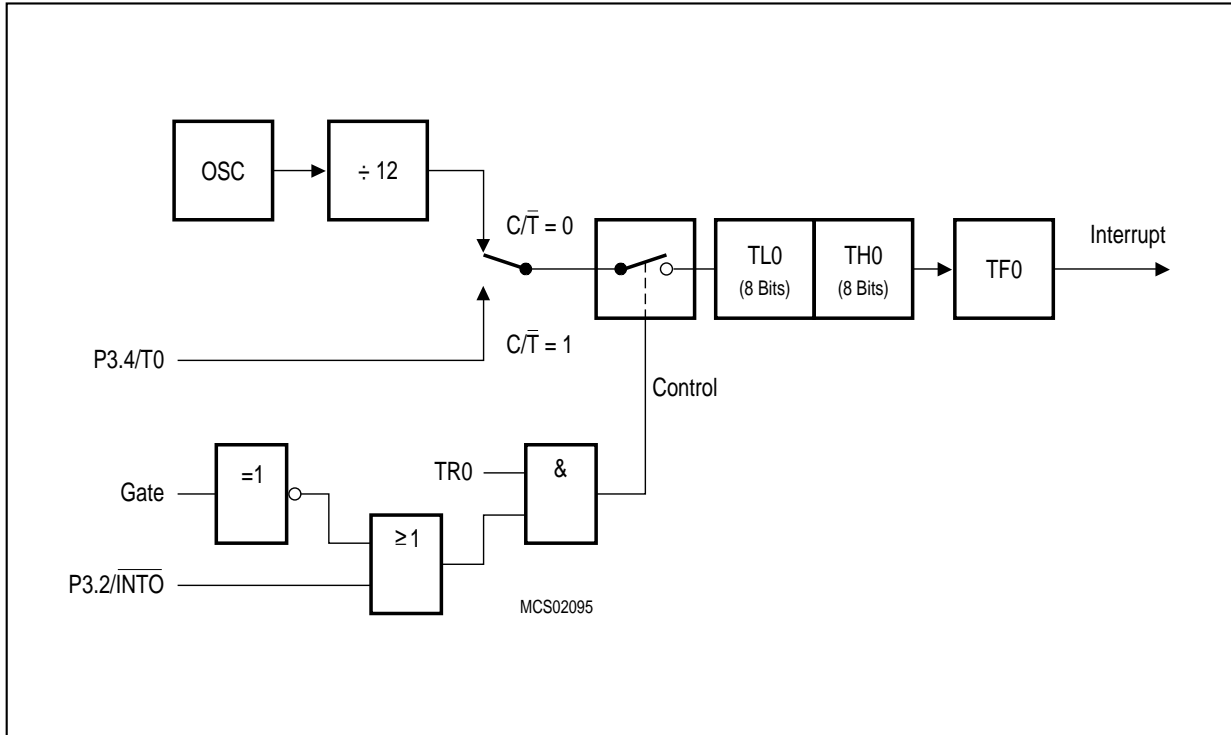 OSC
÷ 12
C/T̅ = 0
C/T̅ = 1
P3.4/T0
TL0
(8 Bits)
TH0
(8 Bits)
TF0
Interrupt
Control
TR0
&
Gate
=1
≥1
P3.2/I̅N̅T̅O̅
MCS02095